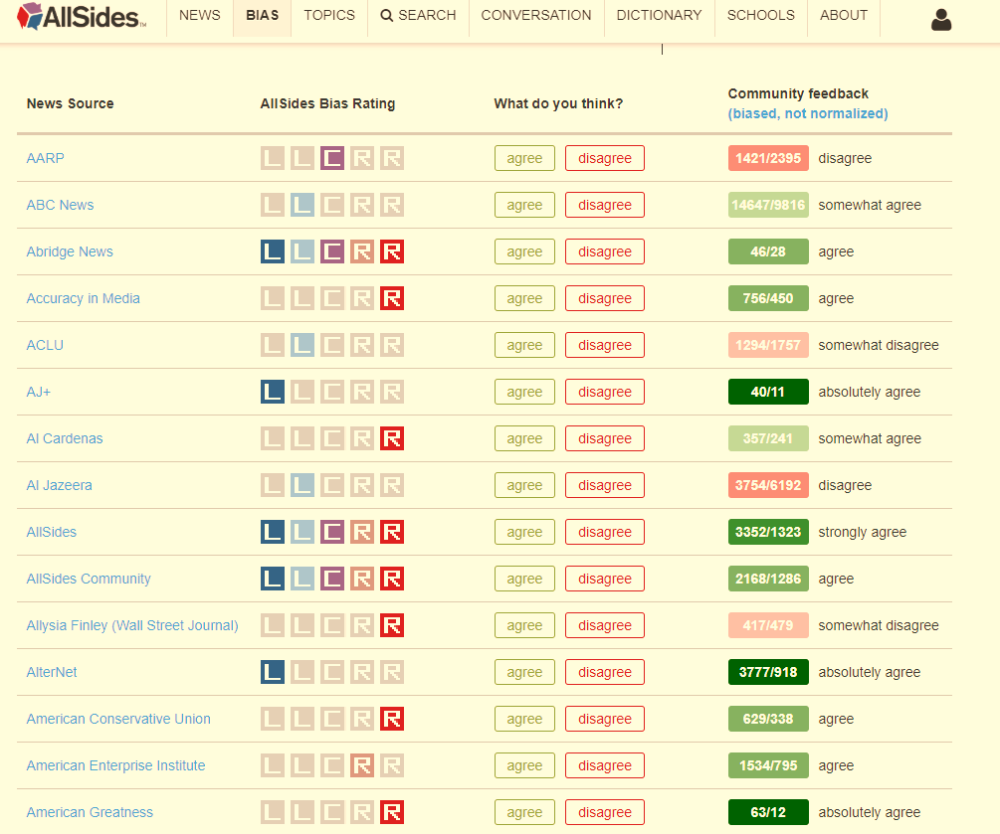 AllSides™ NEWS BIAS TOPICS SEARCH CONVERSATION DICTIONARY SCHOOLS ABOUT
News Source AllSides Bias Rating What do you think? Community feedback
(biased, not normalized)
AARP L L C R R agree disagree 1421/2395 disagree
ABC News L L C R R agree disagree 14647/9816 somewhat agree
Abridge News L L C R R agree disagree 46/28 agree
Accuracy in Media L L C R R agree disagree 756/450 agree
ACLU L L C R R agree disagree 1294/1757 somewhat disagree
AJ+ L L C R R agree disagree 40/11 absolutely agree
Al Cardenas L L C R R agree disagree 357/241 somewhat agree
Al Jazeera L L C R R agree disagree 3754/6192 disagree
AllSides L L C R R agree disagree 3352/1323 strongly agree
AllSides Community L L C R R agree disagree 2168/1286 agree
Allysia Finley (Wall Street Journal) L L C R R agree disagree 417/479 somewhat disagree
AlterNet L L C R R agree disagree 3777/918 absolutely agree
American Conservative Union L L C R R agree disagree 629/338 agree
American Enterprise Institute L L C R R agree disagree 1534/795 agree
American Greatness L L C R R agree disagree 63/12 absolutely agree